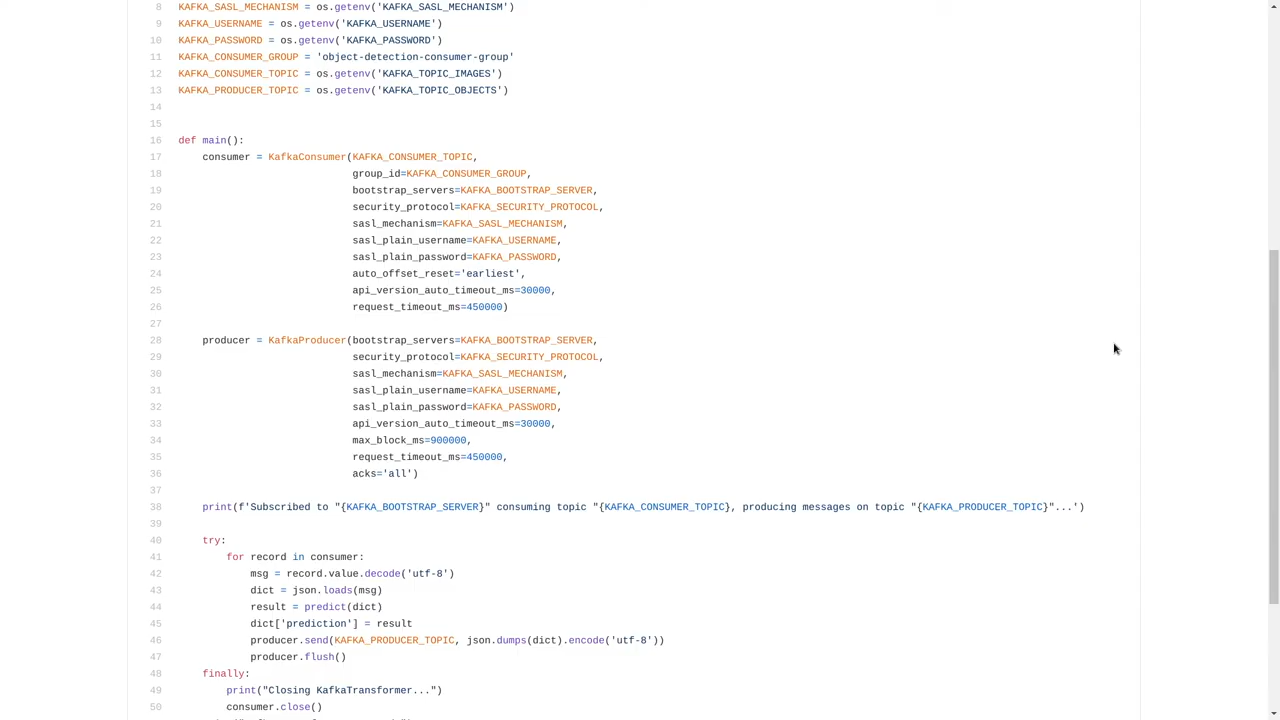 8 KAFKA_SASL_MECHANISM = os.getenv('KAFKA_SASL_MECHANISM')
9 KAFKA_USERNAME = os.getenv('KAFKA_USERNAME')
10 KAFKA_PASSWORD = os.getenv('KAFKA_PASSWORD')
11 KAFKA_CONSUMER_GROUP = 'object-detection-consumer-group'
12 KAFKA_CONSUMER_TOPIC = os.getenv('KAFKA_TOPIC_IMAGES')
13 KAFKA_PRODUCER_TOPIC = os.getenv('KAFKA_TOPIC_OBJECTS')
14
15
16 def main():
17     consumer = KafkaConsumer(KAFKA_CONSUMER_TOPIC,
18                              group_id=KAFKA_CONSUMER_GROUP,
19                              bootstrap_servers=KAFKA_BOOTSTRAP_SERVER,
20                              security_protocol=KAFKA_SECURITY_PROTOCOL,
21                              sasl_mechanism=KAFKA_SASL_MECHANISM,
22                              sasl_plain_username=KAFKA_USERNAME,
23                              sasl_plain_password=KAFKA_PASSWORD,
24                              auto_offset_reset='earliest',
25                              api_version_auto_timeout_ms=30000,
26                              request_timeout_ms=450000)
27
28     producer = KafkaProducer(bootstrap_servers=KAFKA_BOOTSTRAP_SERVER,
29                              security_protocol=KAFKA_SECURITY_PROTOCOL,
30                              sasl_mechanism=KAFKA_SASL_MECHANISM,
31                              sasl_plain_username=KAFKA_USERNAME,
32                              sasl_plain_password=KAFKA_PASSWORD,
33                              api_version_auto_timeout_ms=30000,
34                              max_block_ms=900000,
35                              request_timeout_ms=450000,
36                              acks='all')
37
38     print(f'Subscribed to "{KAFKA_BOOTSTRAP_SERVER}" consuming topic "{KAFKA_CONSUMER_TOPIC}, producing messages on topic "{KAFKA_PRODUCER_TOPIC}"...')
39
40     try:
41         for record in consumer:
42             msg = record.value.decode('utf-8')
43             dict = json.loads(msg)
44             result = predict(dict)
45             dict['prediction'] = result
46             producer.send(KAFKA_PRODUCER_TOPIC, json.dumps(dict).encode('utf-8'))
47             producer.flush()
48     finally:
49         print("Closing KafkaTransformer...")
50         consumer.close()